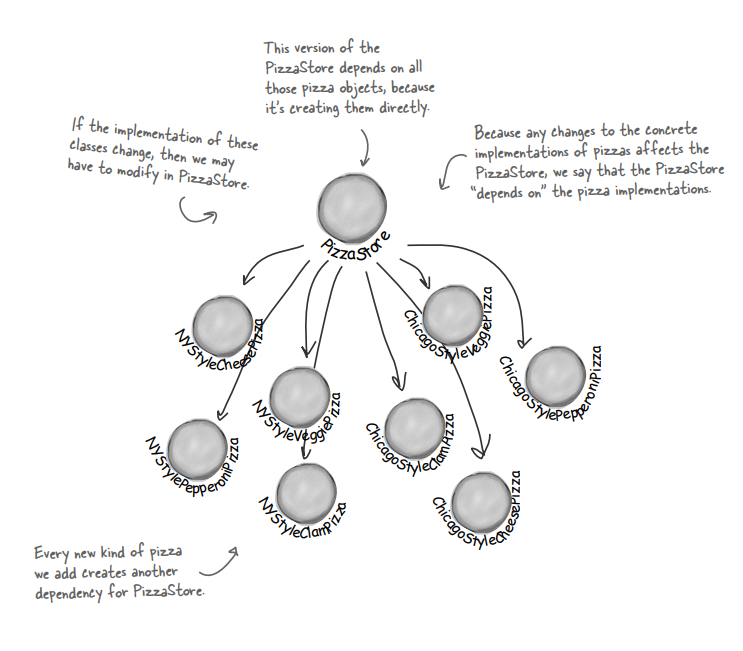 This version of the
PizzaStore depends on all
those pizza objects, because
it's creating them directly.
If the implementation of these
classes change, then we may
have to modify in PizzaStore.
Because any changes to the concrete
implementations of pizzas affects the
PizzaStore, we say that the PizzaStore
"depends on" the pizza implementations.
PizzaStore
NYStyleCheesePizza
ChicagoStyleVeggiePizza
ChicagoStylePepperoniPizza
NYStyleVeggiePizza
ChicagoStyleClamPizza
NYStylePepperoniPizza
NYStyleClamPizza
ChicagoStyleCheesePizza
Every new kind of pizza
we add creates another
dependency for PizzaStore.